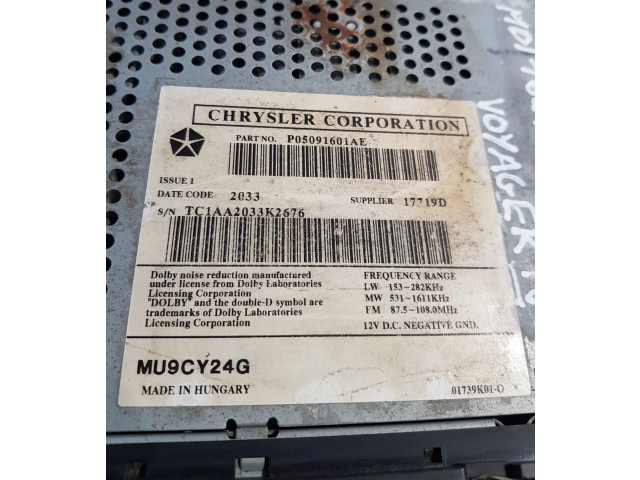 CHRYSLER CORPORATION
PART NO. P05091601AE
ISSUE 1
DATE CODE 2033 SUPPLIER 17719D
S/N TC1AA2033K2676
Dolby noise reduction manufactured
under license from Dolby Laboratories
Licensing Corporation
"DOLBY" and the double-D symbol are
trademarks of Dolby Laboratories
Licensing Corporation
FREQUENCY RANGE
LW 153-282KHz
MW 531-1611KHz
FM 87.5-108.0MHz
12V D.C. NEGATIVE GND.
MU9CY24G
MADE IN HUNGARY
01739K01-O
VOYAGER